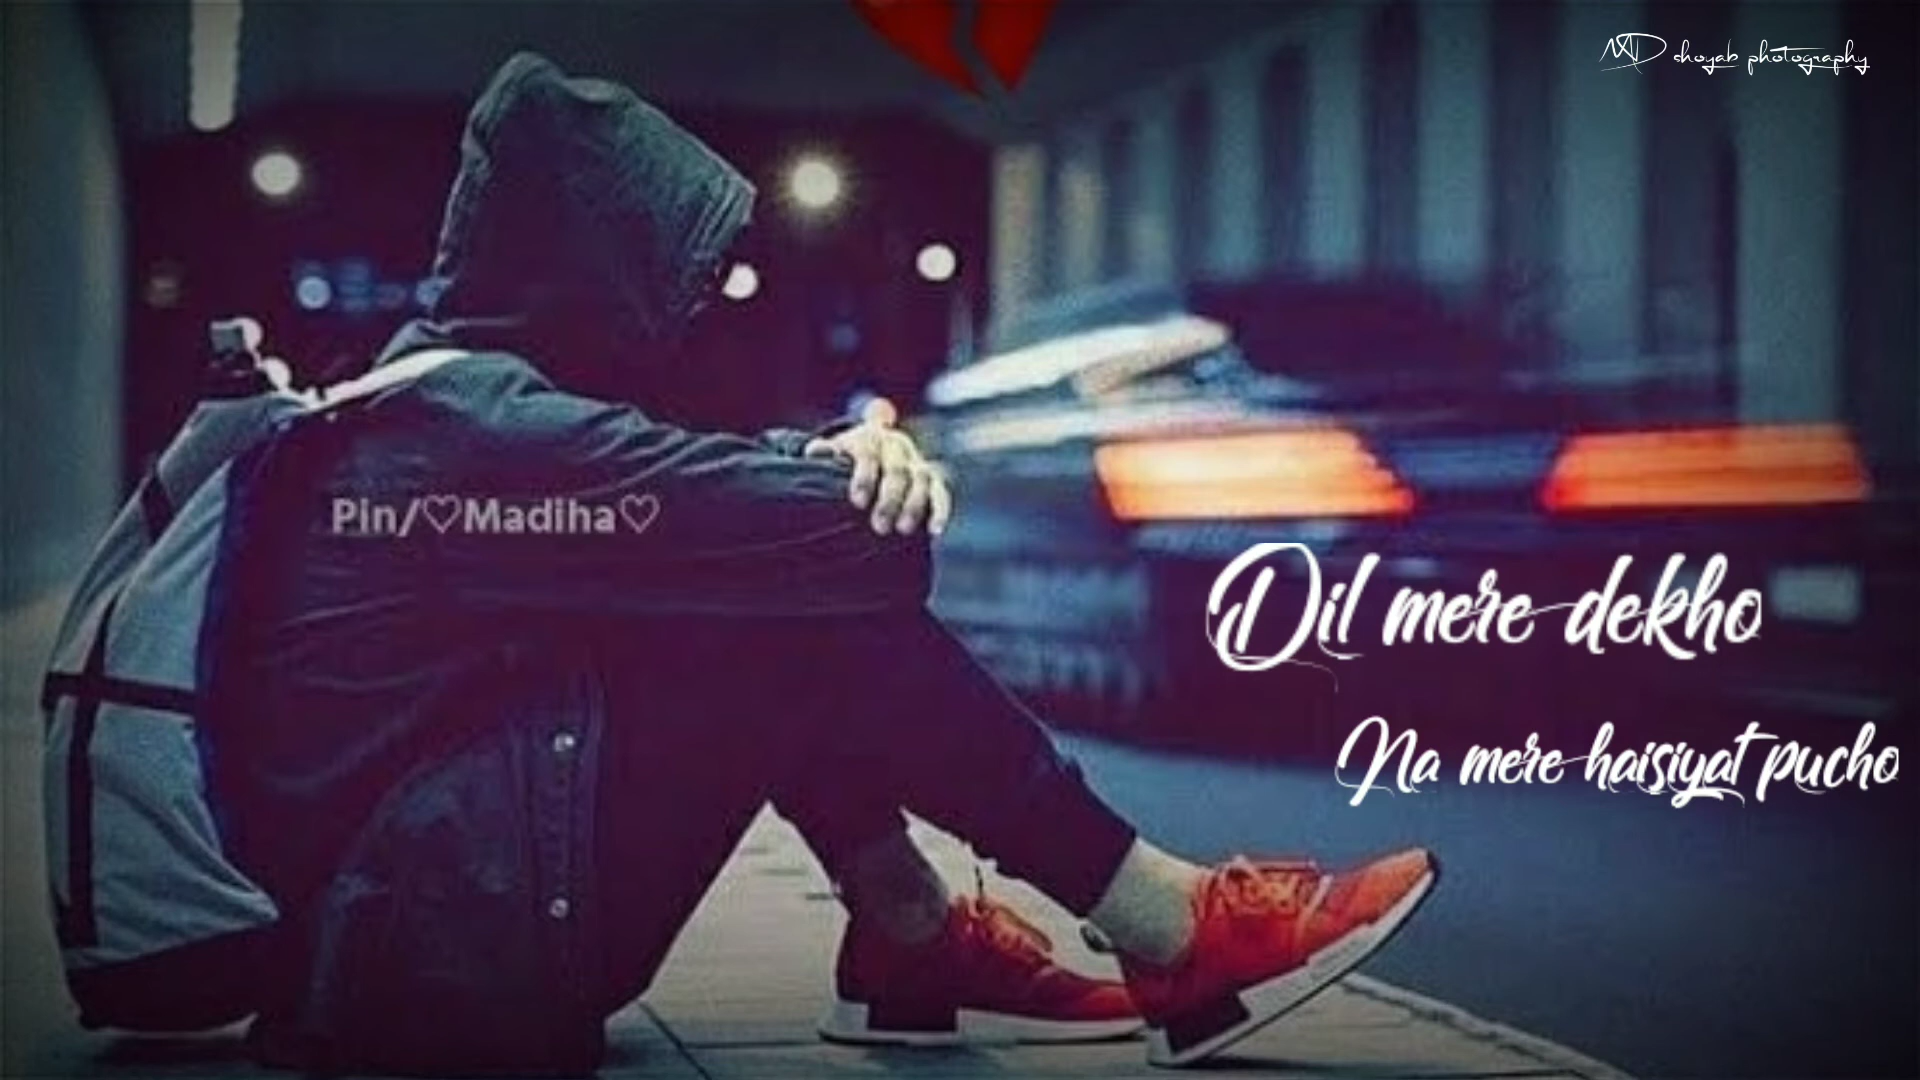 MD shoyab photography
Pin/♡Madiha♡
Dil mere dekho
Na mere haisiyat pucho